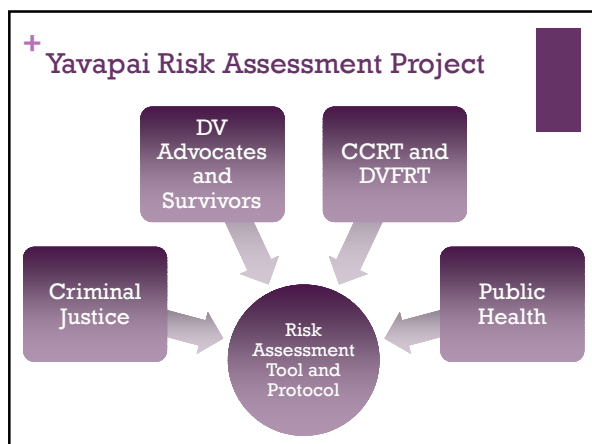 +
Yavapai Risk Assessment Project
DV
Advocates
and
Survivors
CCRT and
DVFRT
Criminal
Justice
Public
Health
Risk
Assessment
Tool and
Protocol